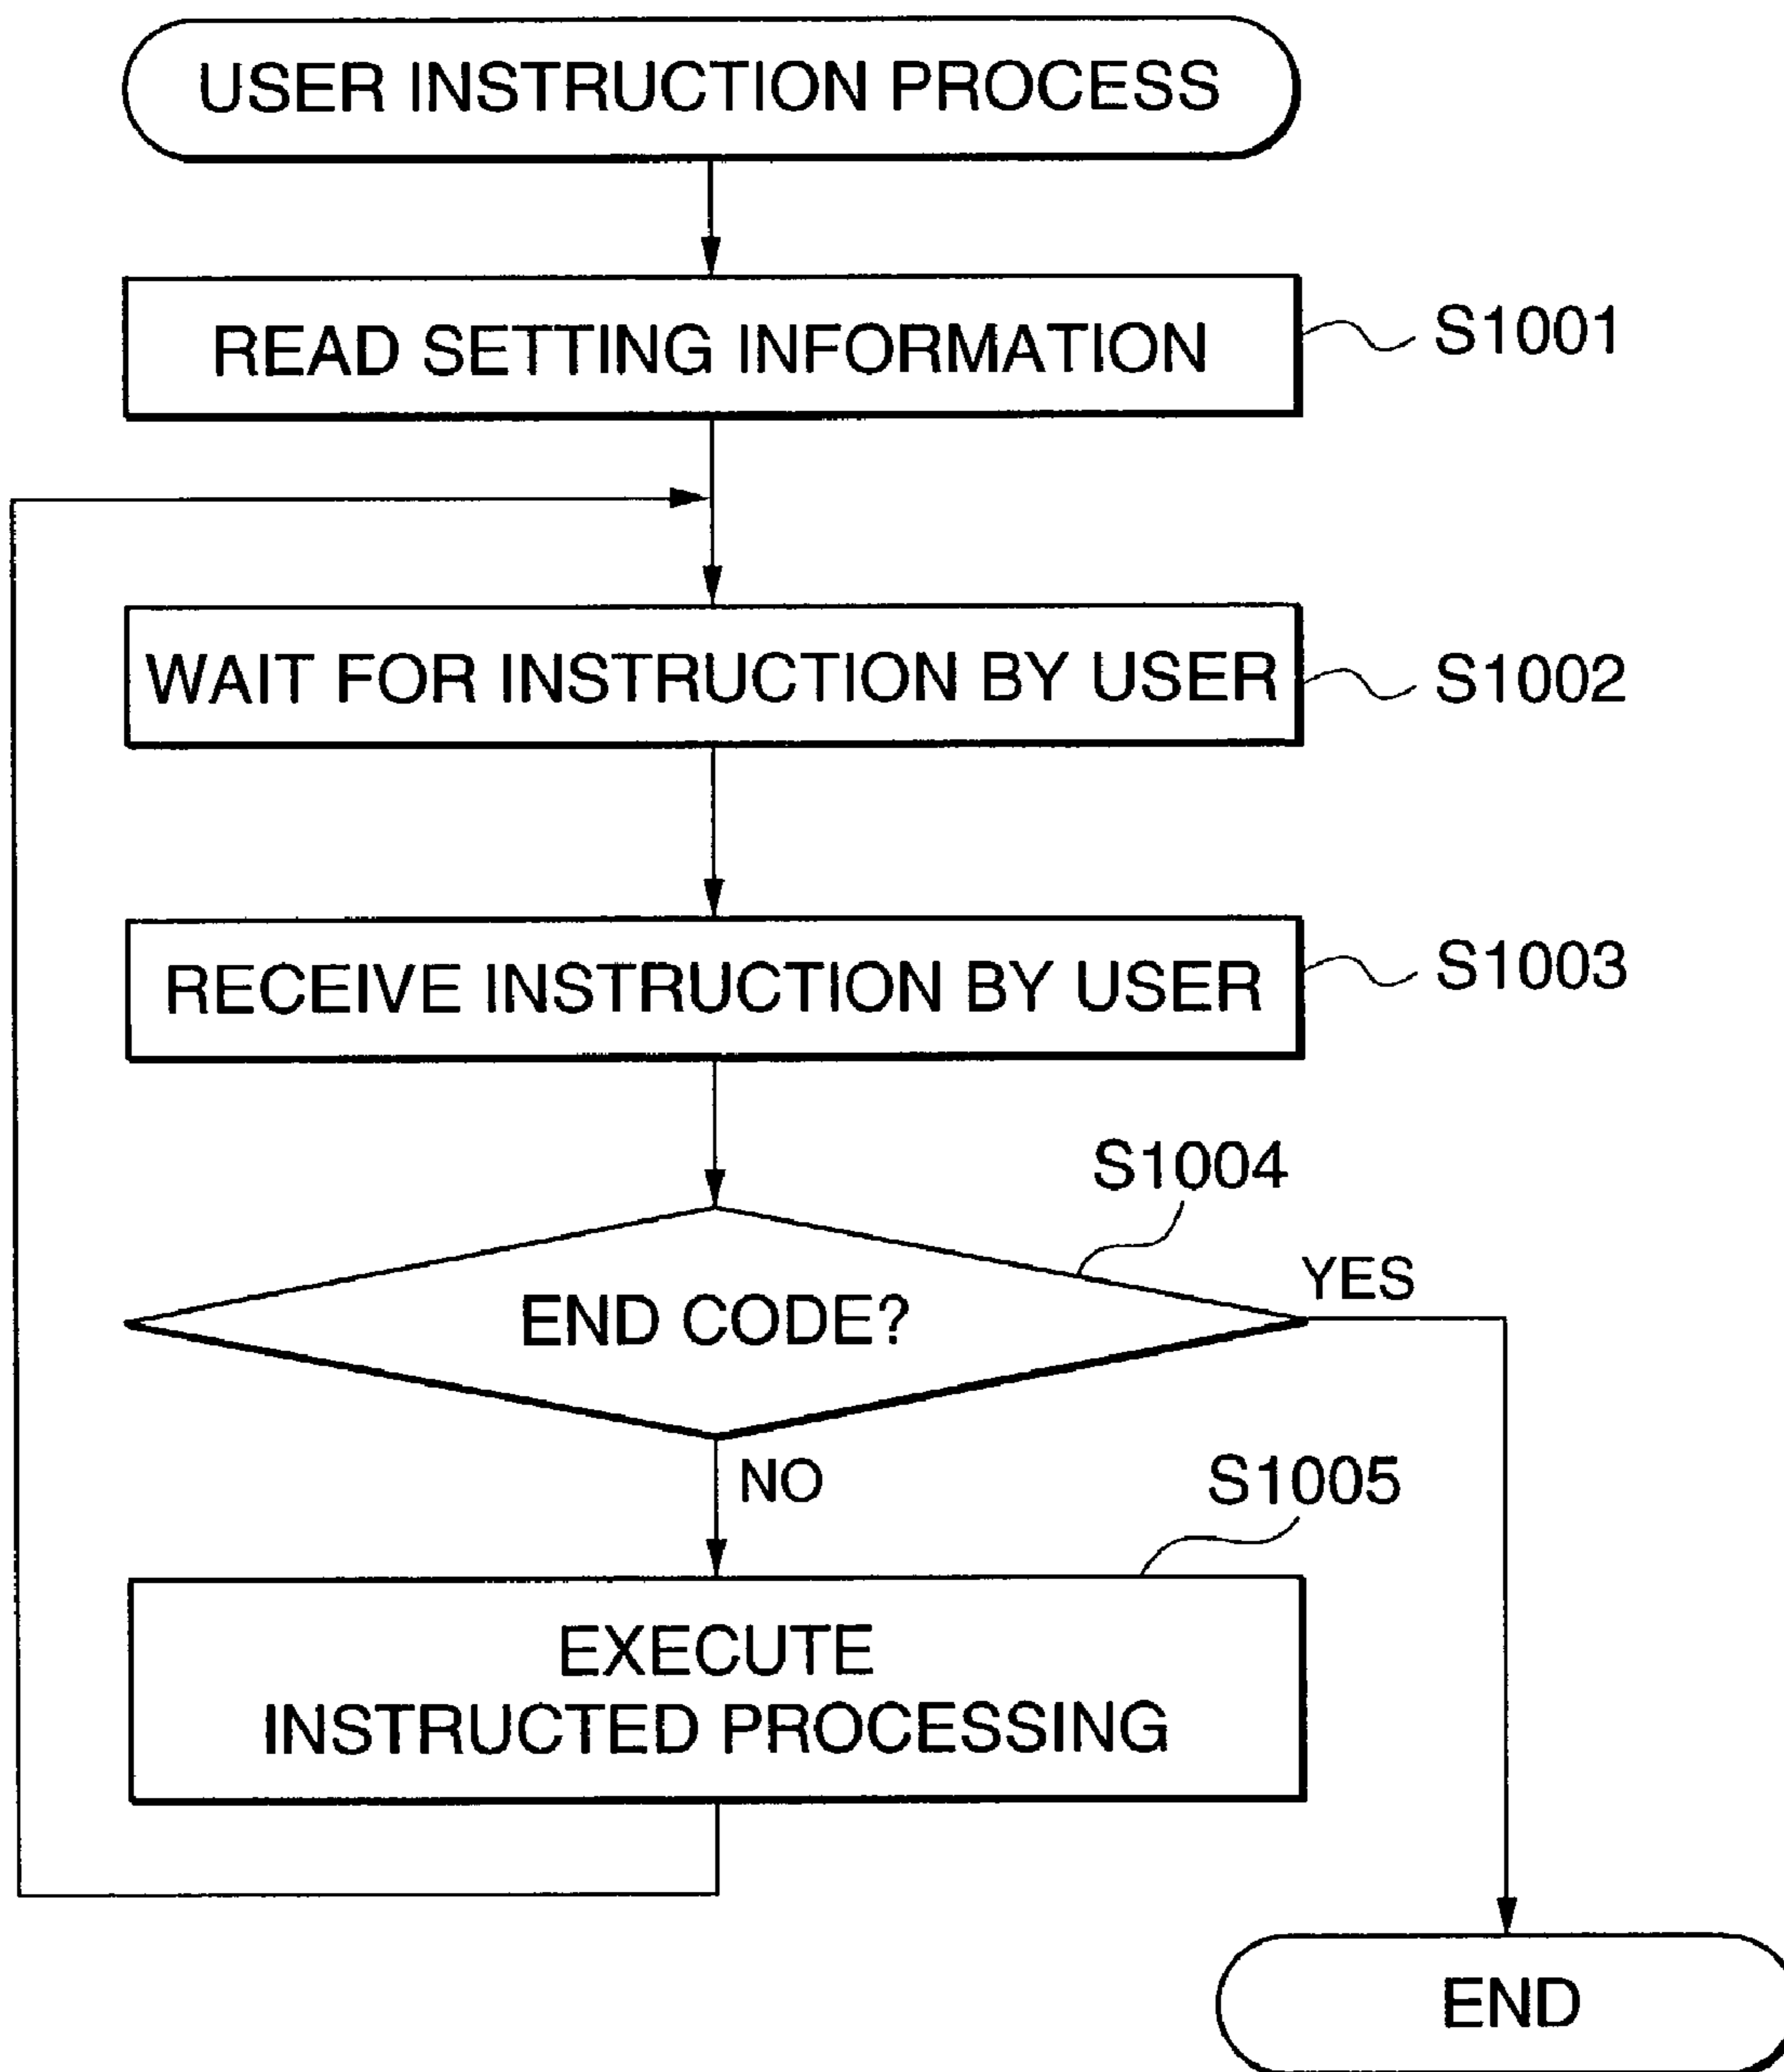 USER INSTRUCTION PROCESS
READ SETTING INFORMATION
S1001
WAIT FOR INSTRUCTION BY USER
S1002
RECEIVE INSTRUCTION BY USER
S1003
S1004
END CODE?
YES
NO
S1005
EXECUTE
INSTRUCTED PROCESSING
END